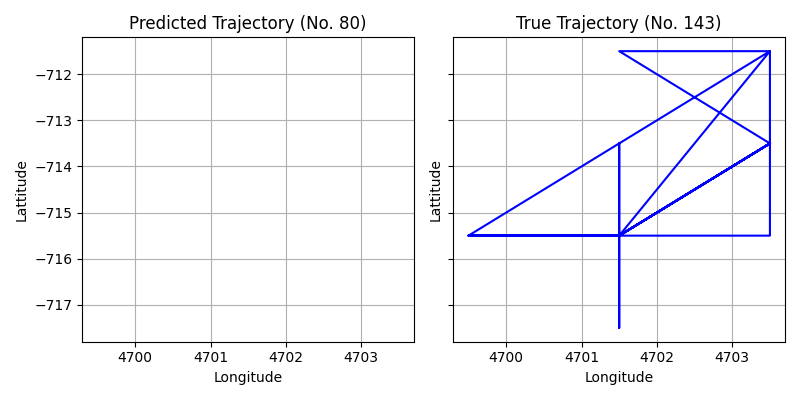 Predicted Trajectory (No. 80)
True Trajectory (No. 143)
−712
−713
−714
−715
−716
−717
Lattitude
Lattitude
4700 4701 4702 4703
4700 4701 4702 4703
Longitude
Longitude